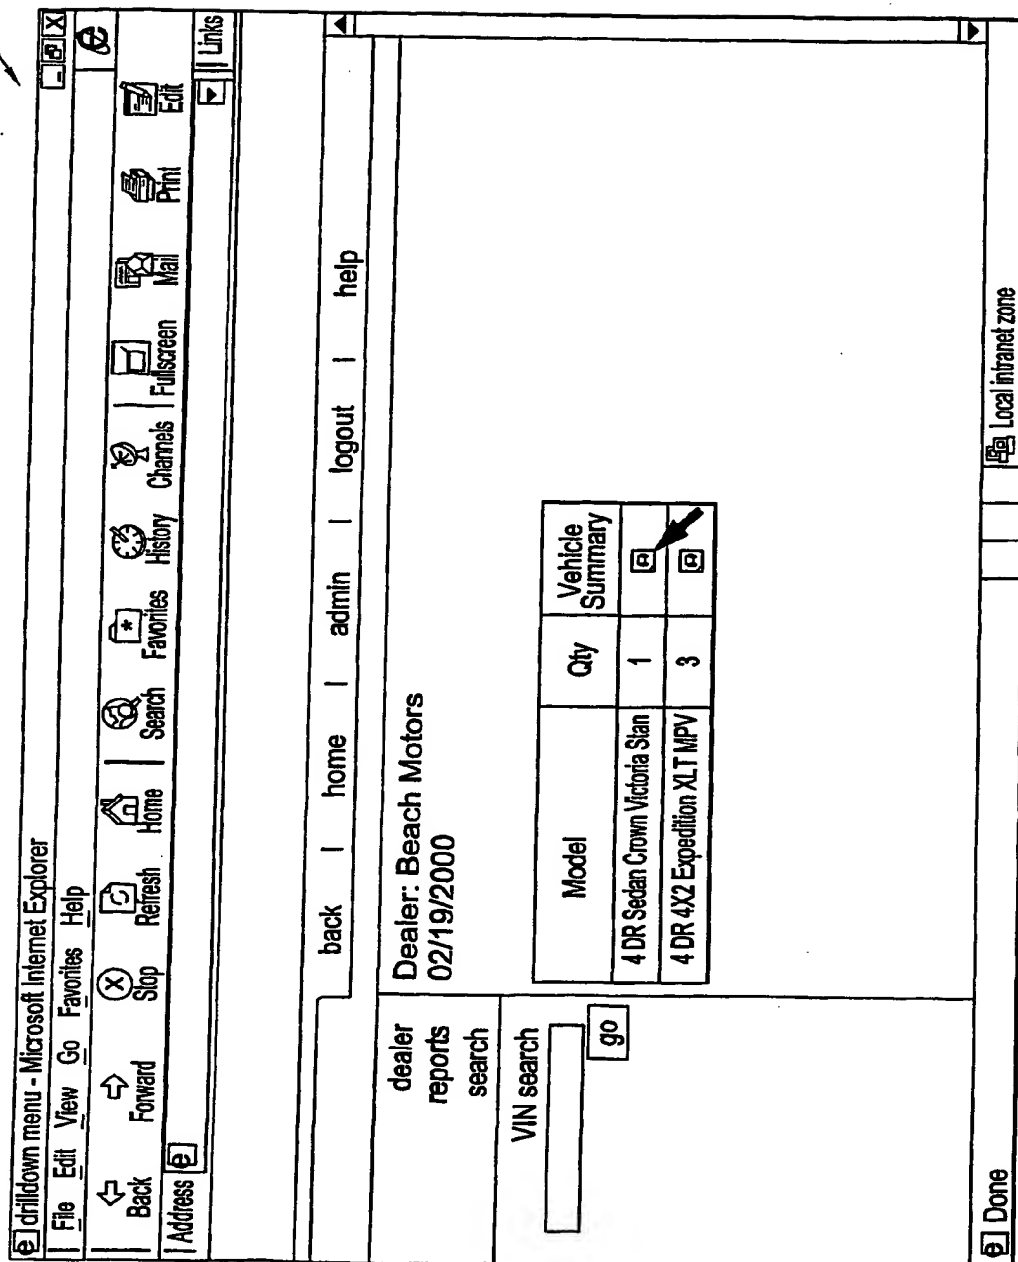 drilldown menu - Microsoft Internet Explorer
File Edit View Go Favorites Help
Back Forward Stop Refresh Home Search Favorites History Channels Fullscreen Mail Print Edit
Address Links
back | home | admin | logout | help
dealer
reports
search
VIN search
go
Dealer: Beach Motors
02/19/2000
Model Qty Vehicle Summary
4 DR Sedan Crown Victoria Stan 1
4 DR 4X2 Expedition XLT MPV 3
Done Local intranet zone